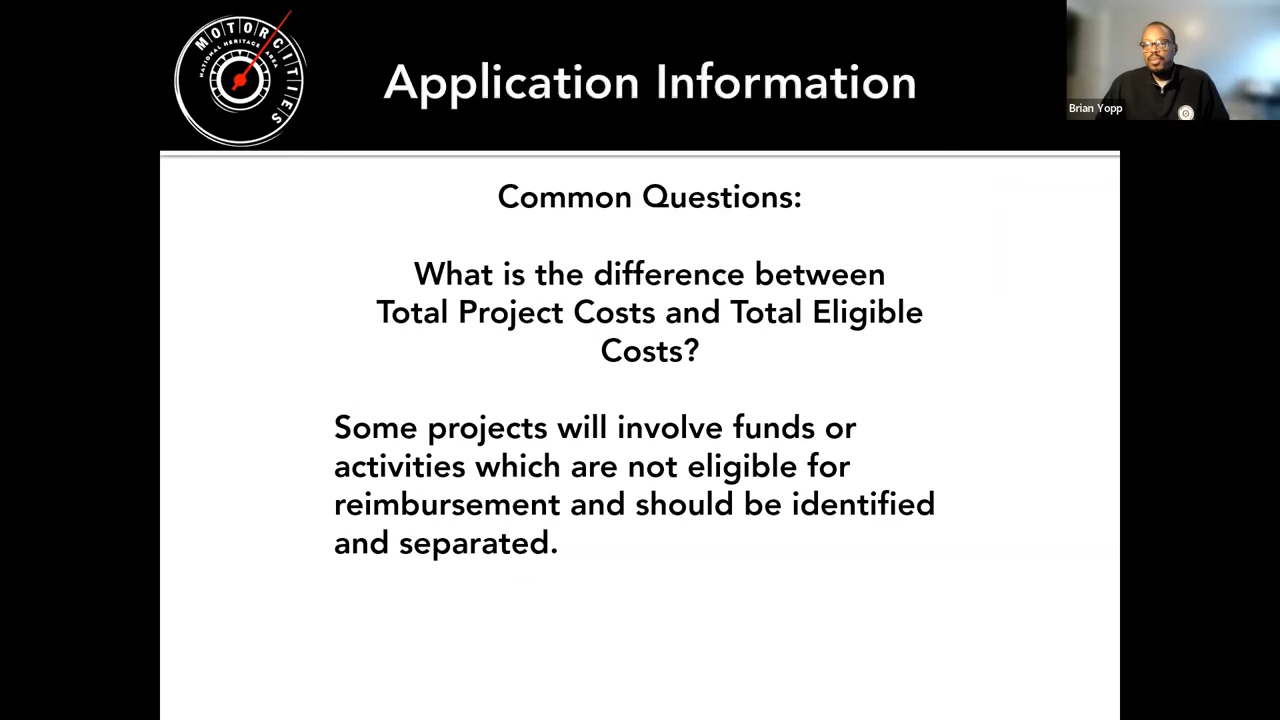 MOTORCITIES
NATIONAL HERITAGE AREA
Application Information
Brian Yopp
Common Questions:
What is the difference between
Total Project Costs and Total Eligible
Costs?
Some projects will involve funds or
activities which are not eligible for
reimbursement and should be identified
and separated.